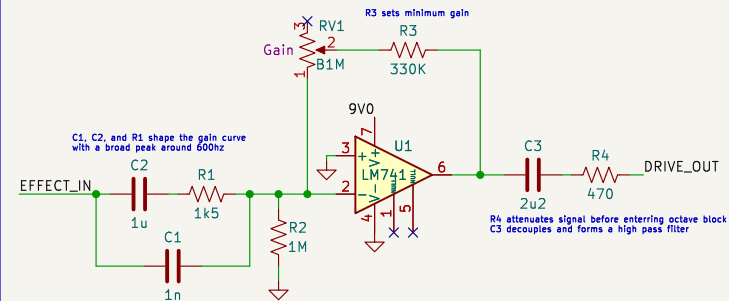 R3 sets minimum gain
3
RV1
R3
Gain
2
B1M
330K
1
9V0
C1, C2, and R1 shape the gain curve
with a broad peak around 600hz
7
U1
3
+
V+
C2
R1
C3
R4
DRIVE_OUT
LM741
6
EFFECT_IN
2
-
V-
1u
1k5
2u2
470
4
1
5
R2
1M
R4 attenuates signal before enterring octave block
C3 decouples and forms a high pass filter
C1
1n